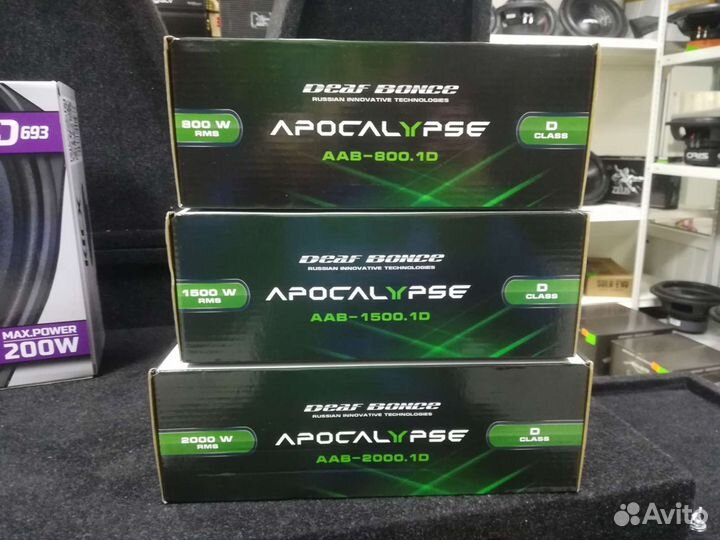 Deaf Bonce
RUSSIAN INNOVATIVE TECHNOLOGIES
800 W
RMS
APOCALYPSE
D
CLASS
AAB-800.1D
Deaf Bonce
RUSSIAN INNOVATIVE TECHNOLOGIES
1500 W
RMS
APOCALYPSE
D
CLASS
AAB-1500.1D
Deaf Bonce
RUSSIAN INNOVATIVE TECHNOLOGIES
2000 W
RMS
APOCALYPSE
D
CLASS
AAB-2000.1D
693
MAX.POWER
200W
Avito